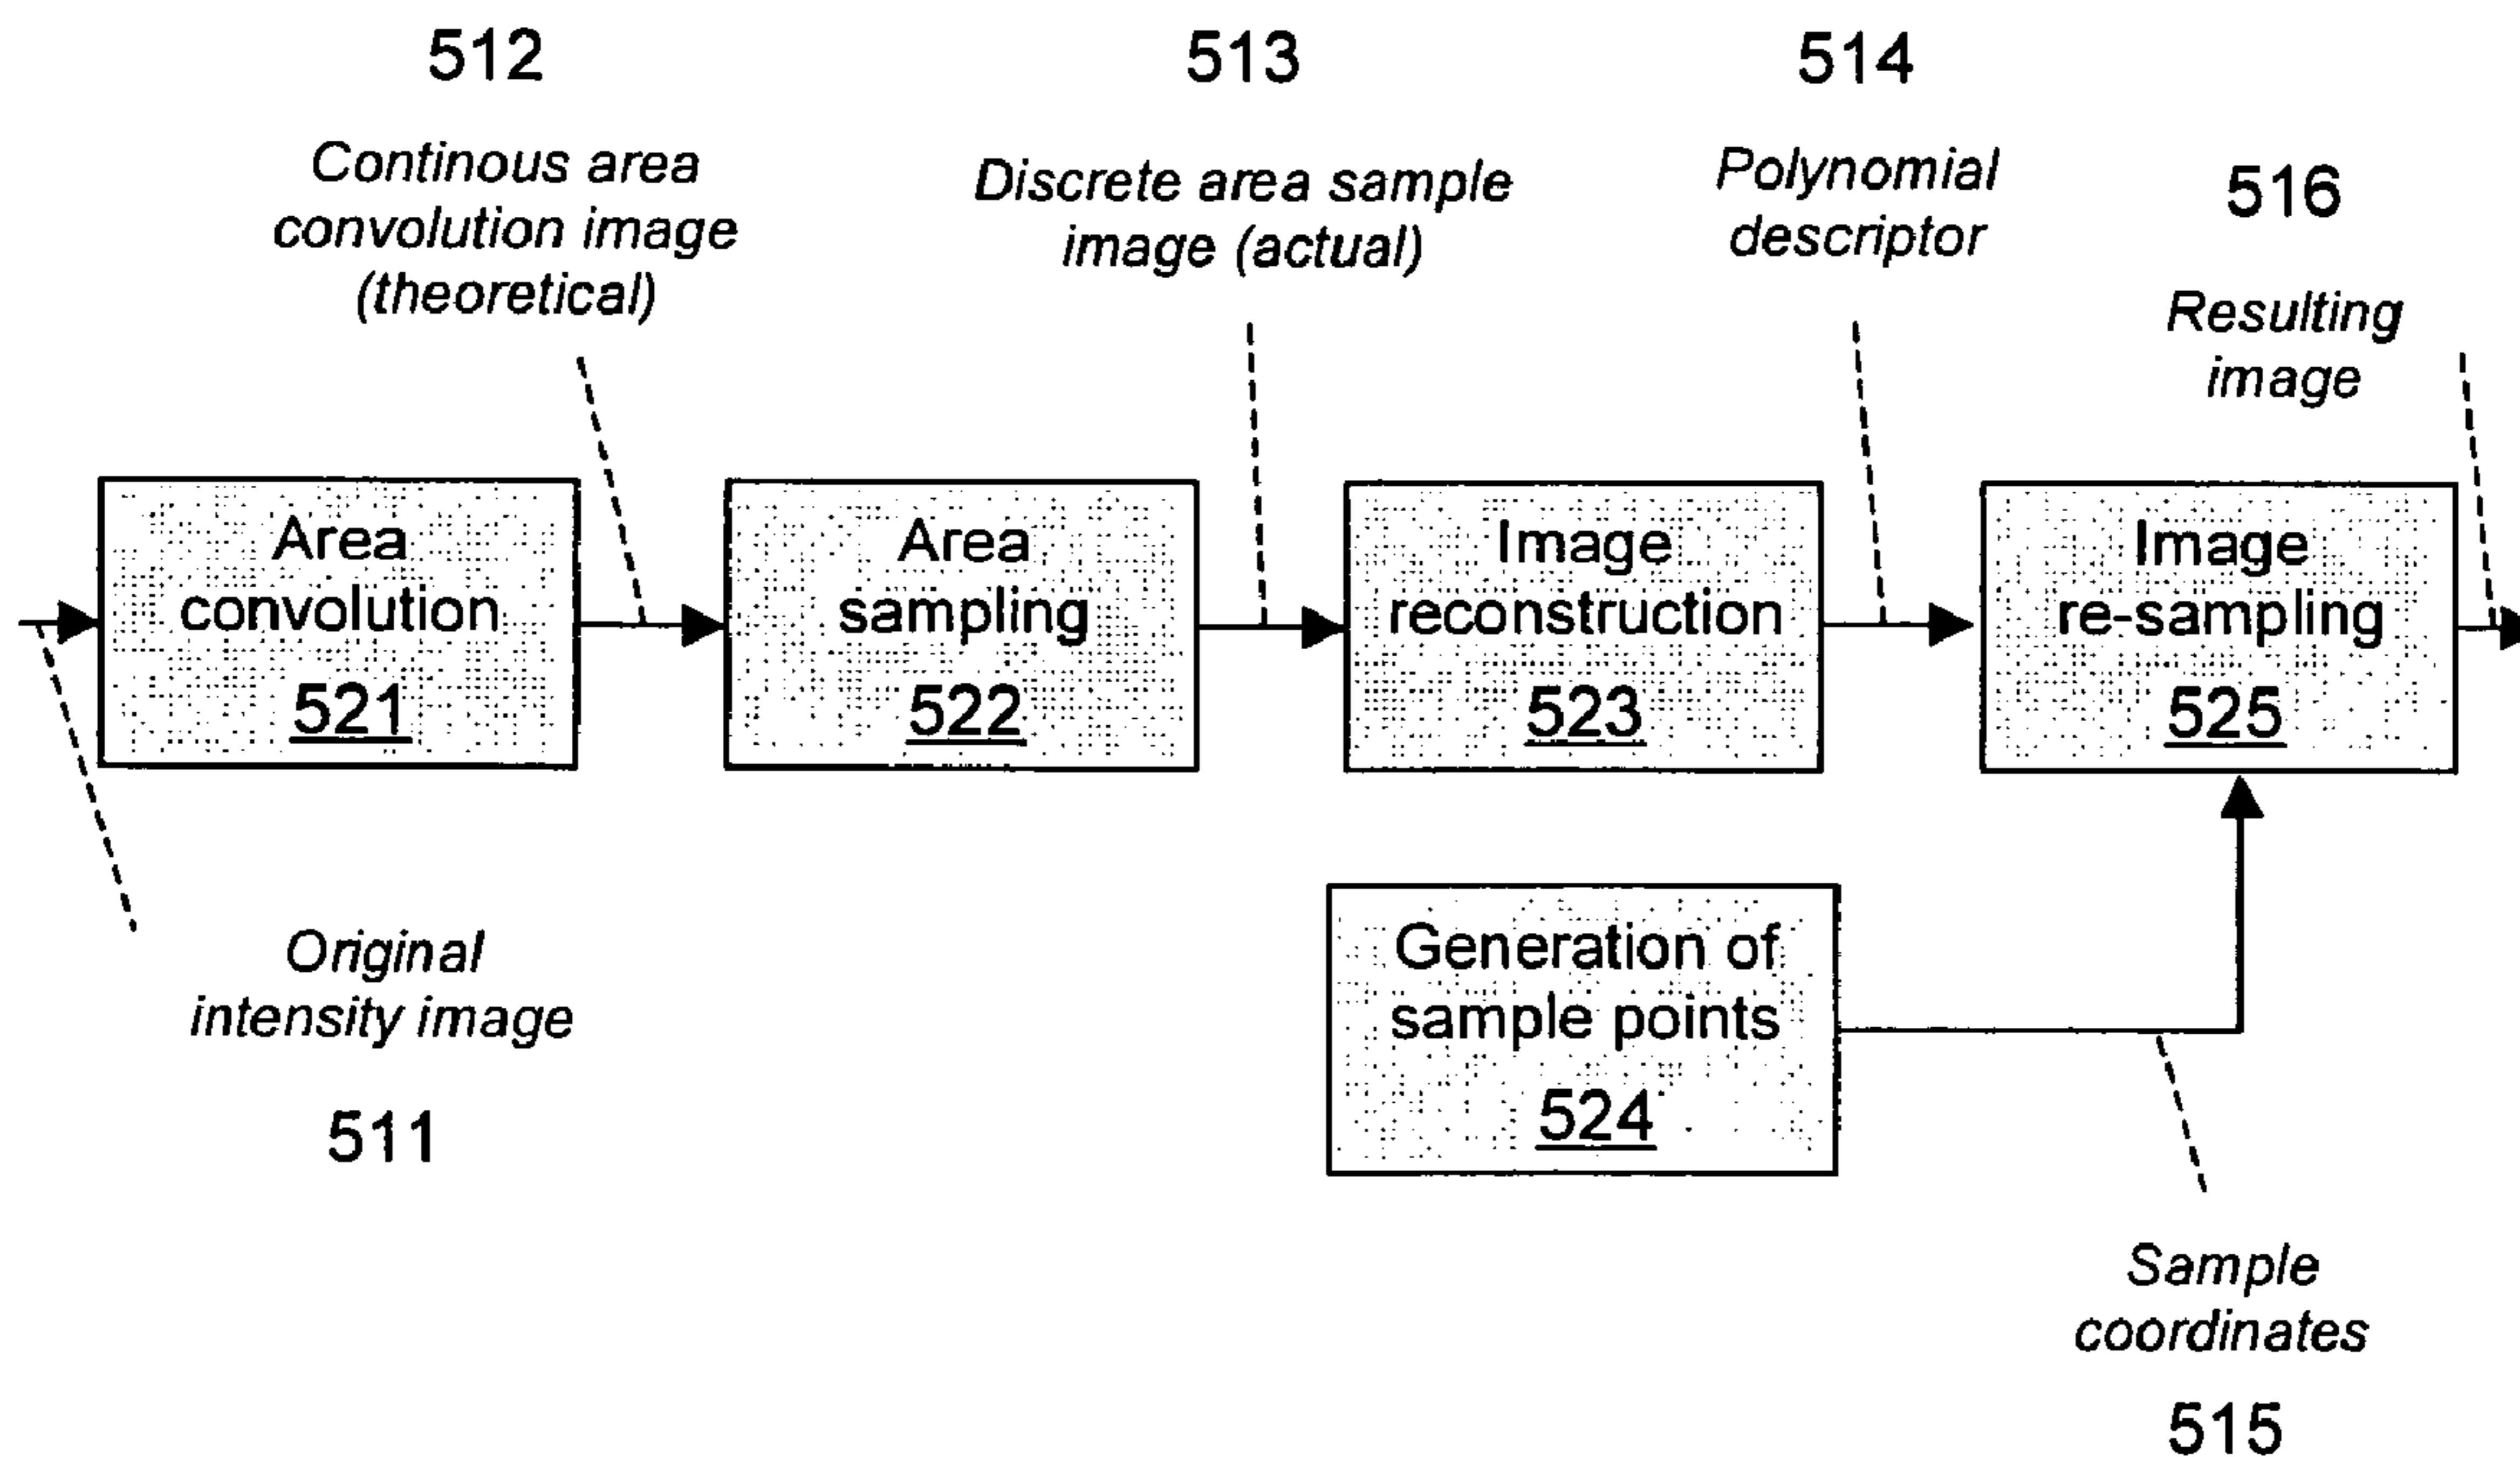 512
Continous area
convolution image
(theoretical)
513
Discrete area sample
image (actual)
514
Polynomial
descriptor
516
Resulting
image
Area
convolution
521
Area
sampling
522
Image
reconstruction
523
Image
re-sampling
525
Original
intensity image
511
Generation of
sample points
524
Sample
coordinates
515